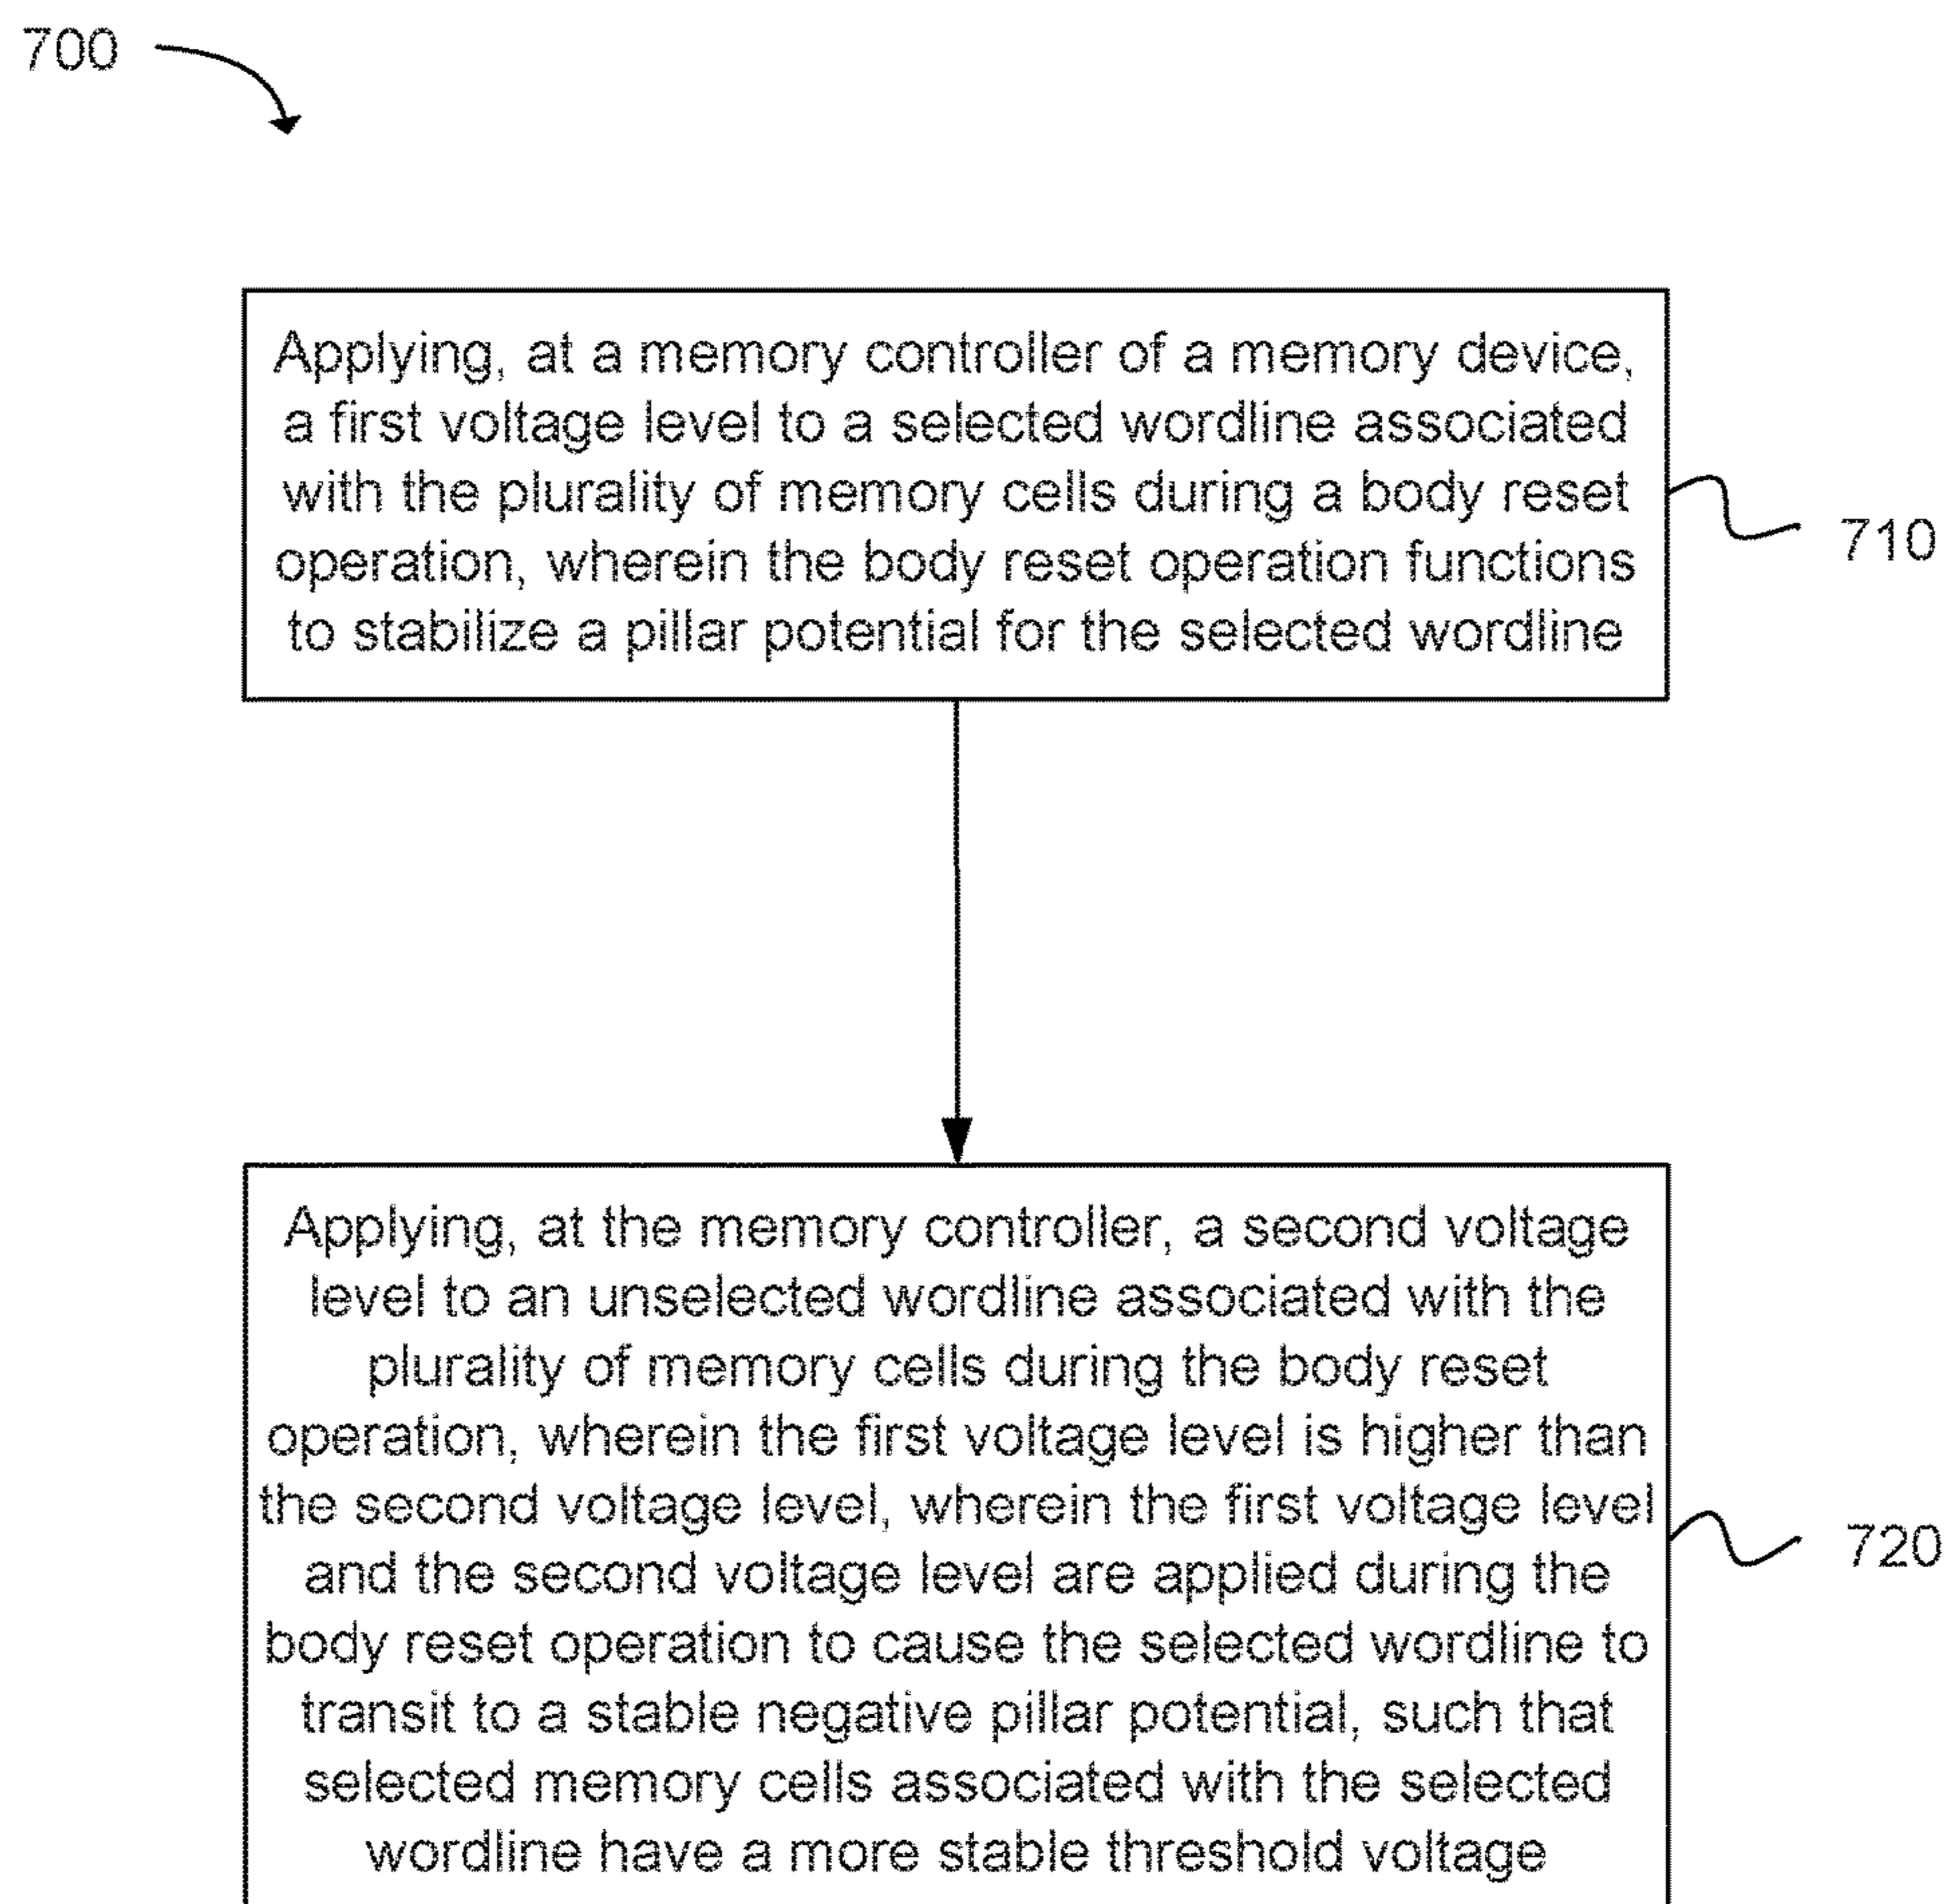 700
Applying, at a memory controller of a memory device,
a first voltage level to a selected wordline associated
with the plurality of memory cells during a body reset
operation, wherein the body reset operation functions
to stabilize a pillar potential for the selected wordline
710
Applying, at the memory controller, a second voltage
level to an unselected wordline associated with the
plurality of memory cells during the body reset
operation, wherein the first voltage level is higher than
the second voltage level, wherein the first voltage level
and the second voltage level are applied during the
body reset operation to cause the selected wordline to
transit to a stable negative pillar potential, such that
selected memory cells associated with the selected
wordline have a more stable threshold voltage
720